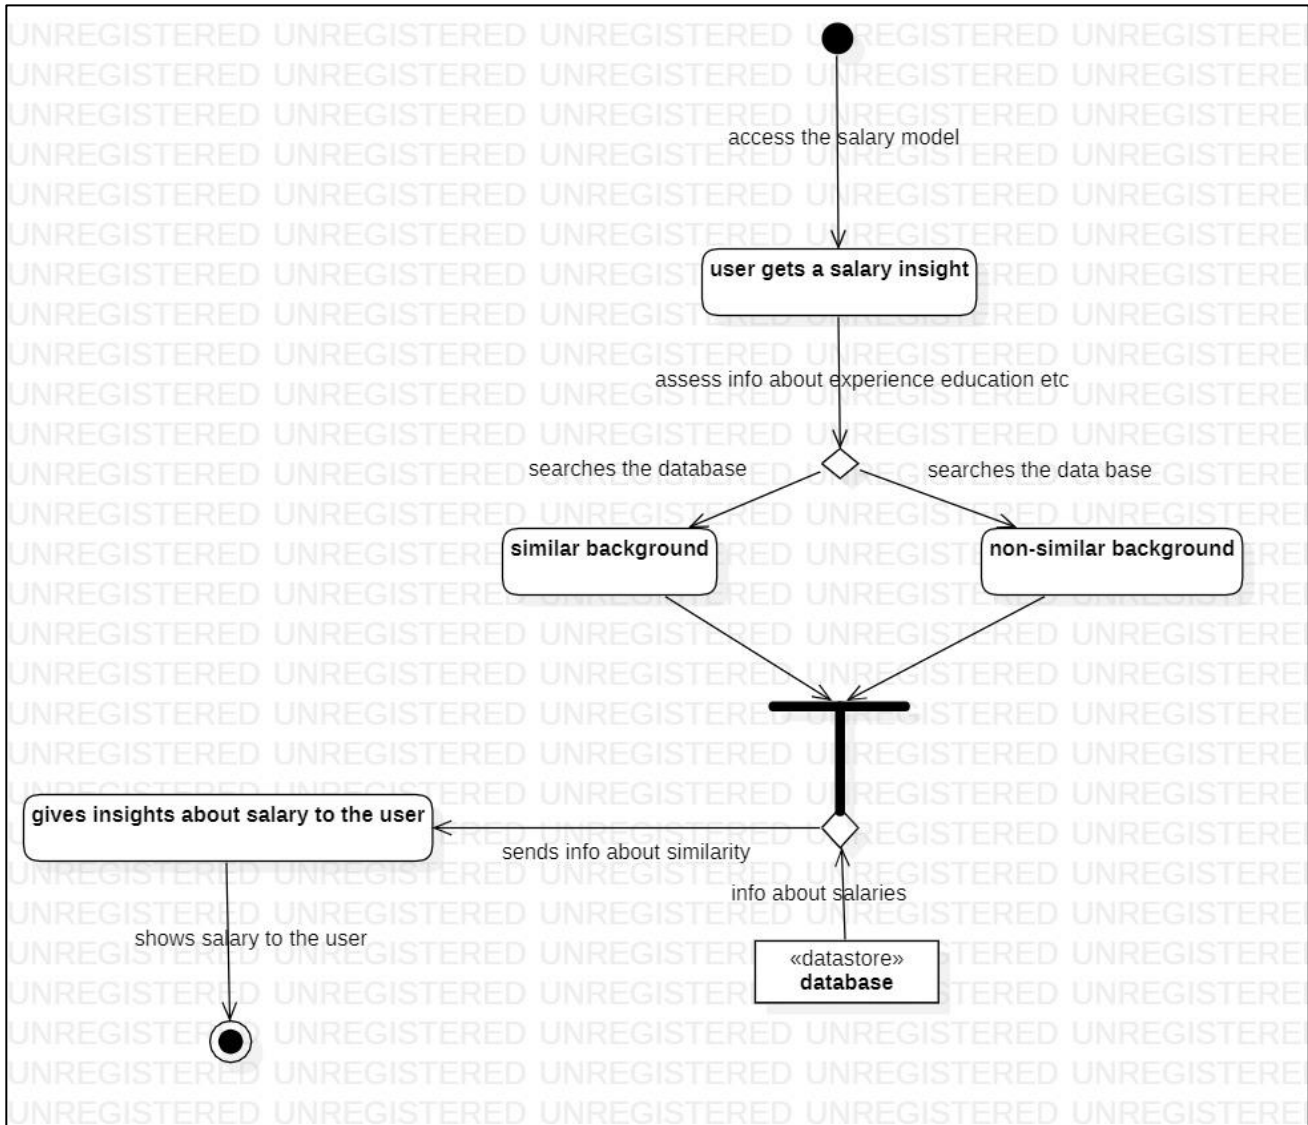 access the salary model
user gets a salary insight
assess info about experience education etc
searches the database
searches the data base
similar background
non-similar background
gives insights about salary to the user
sends info about similarity
info about salaries
shows salary to the user
«datastore»
database
UNREGISTERED